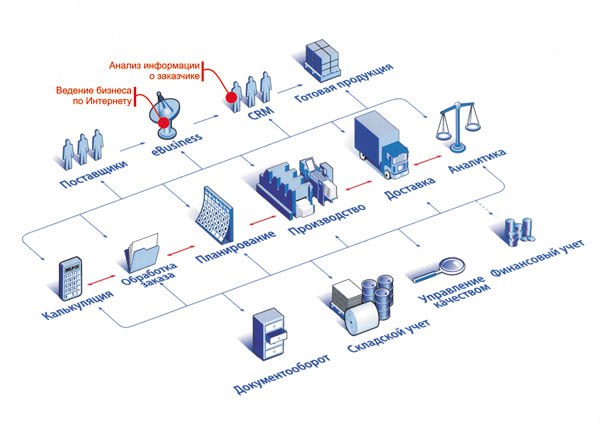 Анализ информации
о заказчике
Ведение бизнеса
по Интернету
Поставщики
eBusiness
CRM
Готовая продукция
Калькуляция
Обработка
заказа
Планирование
Производство
Доставка
Аналитика
Документооборот
Складской учет
Управление
качеством
Финансовый учет